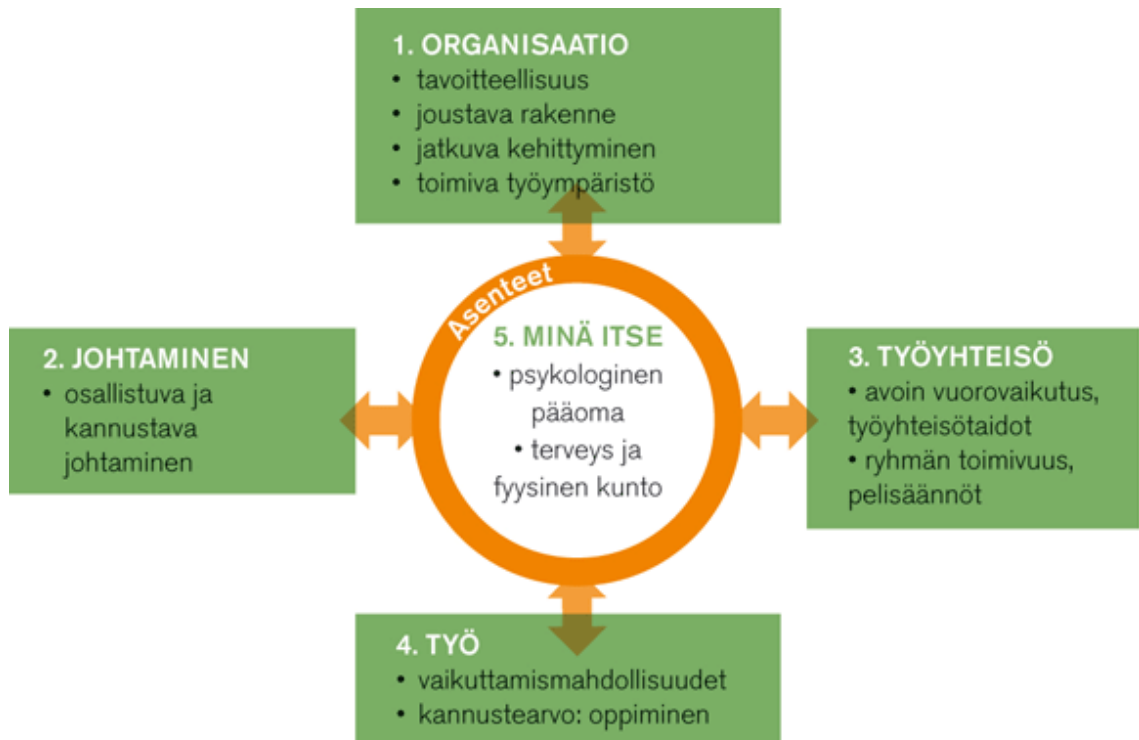 1. ORGANISAATIO
• tavoitteellisuus
• joustava rakenne
• jatkuva kehittyminen
• toimiva työympäristö
Asenteet
5. MINÄ ITSE
• psykologinen
pääoma
• terveys ja
fyysinen kunto
2. JOHTAMINEN
• osallistuva ja
kannustava
johtaminen
3. TYÖYHTEISÖ
• avoin vuorovaikutus,
työyhteisötaidot
• ryhmän toimivuus,
pelisäännöt
4. TYÖ
• vaikuttamismahdollisuudet
• kannustearvo: oppiminen